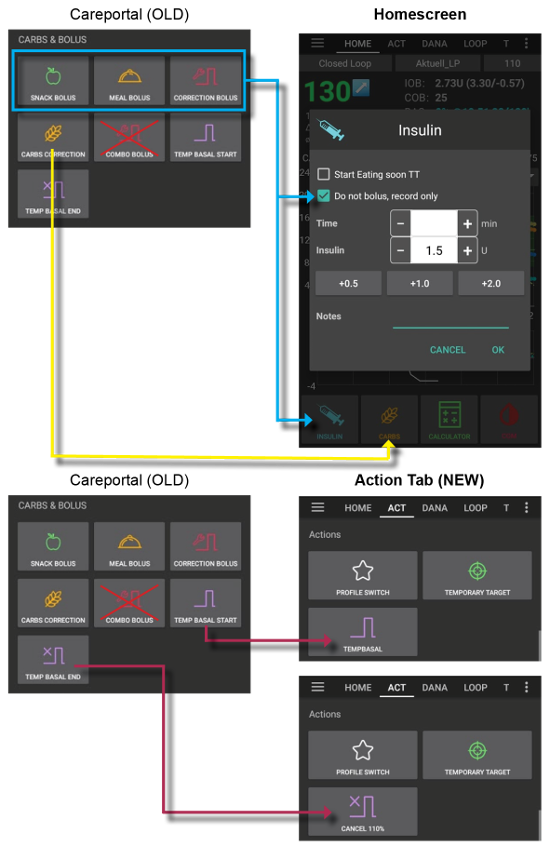 Careportal (OLD)
CARBS & BOLUS
SNACK BOLUS
MEAL BOLUS
CORRECTION BOLUS
CARBS CORRECTION
COMBO BOLUS
TEMP BASAL START
TEMP BASAL END
Homescreen
HOME ACT DANA LOOP T
Closed Loop Aktuell_LP 110
130
IOB: 2.73U (3.30/-0.57)
COB: 25
Insulin
Start Eating soon TT
Do not bolus, record only
Time − + min
Insulin − 1.5 + U
+0.5 +1.0 +2.0
Notes
CANCEL OK
-4
INSULIN CARBS CALCULATOR
Careportal (OLD)
CARBS & BOLUS
SNACK BOLUS
MEAL BOLUS
CORRECTION BOLUS
CARBS CORRECTION
COMBO BOLUS
TEMP BASAL START
TEMP BASAL END
Action Tab (NEW)
HOME ACT DANA LOOP T
Actions
PROFILE SWITCH
TEMPORARY TARGET
TEMPBASAL
HOME ACT DANA LOOP T
Actions
PROFILE SWITCH
TEMPORARY TARGET
CANCEL 110%